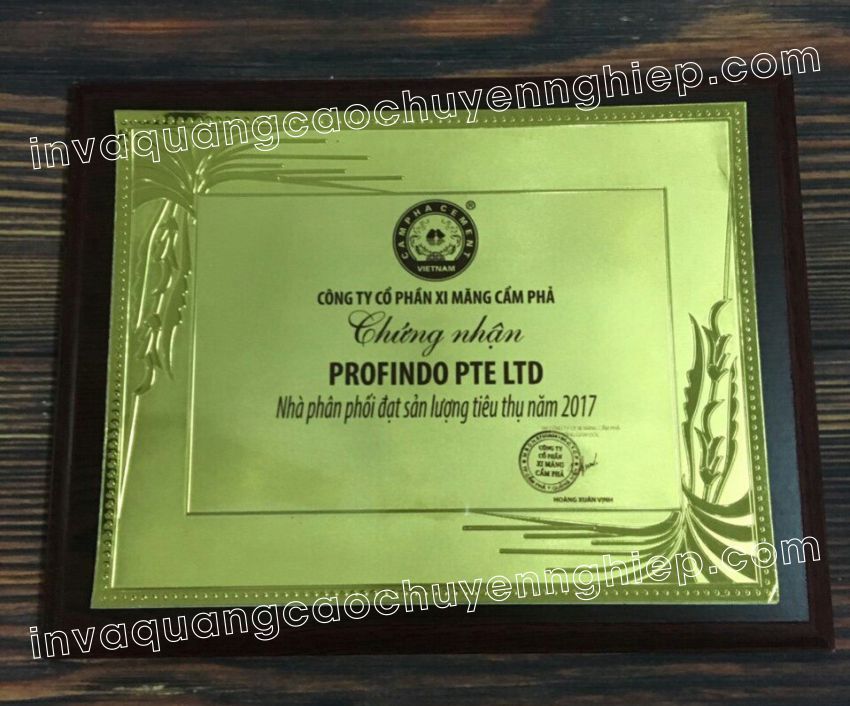 invaquangcaochuyennghiep.com
CAMPHA CEMENT ®
VIETNAM
CÔNG TY CỔ PHẦN XI MĂNG CẨM PHẢ
Chứng nhận
PROFINDO PTE LTD
Nhà phân phối đạt sản lượng tiêu thụ năm 2017
CÔNG TY
CỔ PHẦN
XI MĂNG
CẨM PHẢ
HOÀNG XUÂN VỊNH
invaquangcaochuyennghiep.com